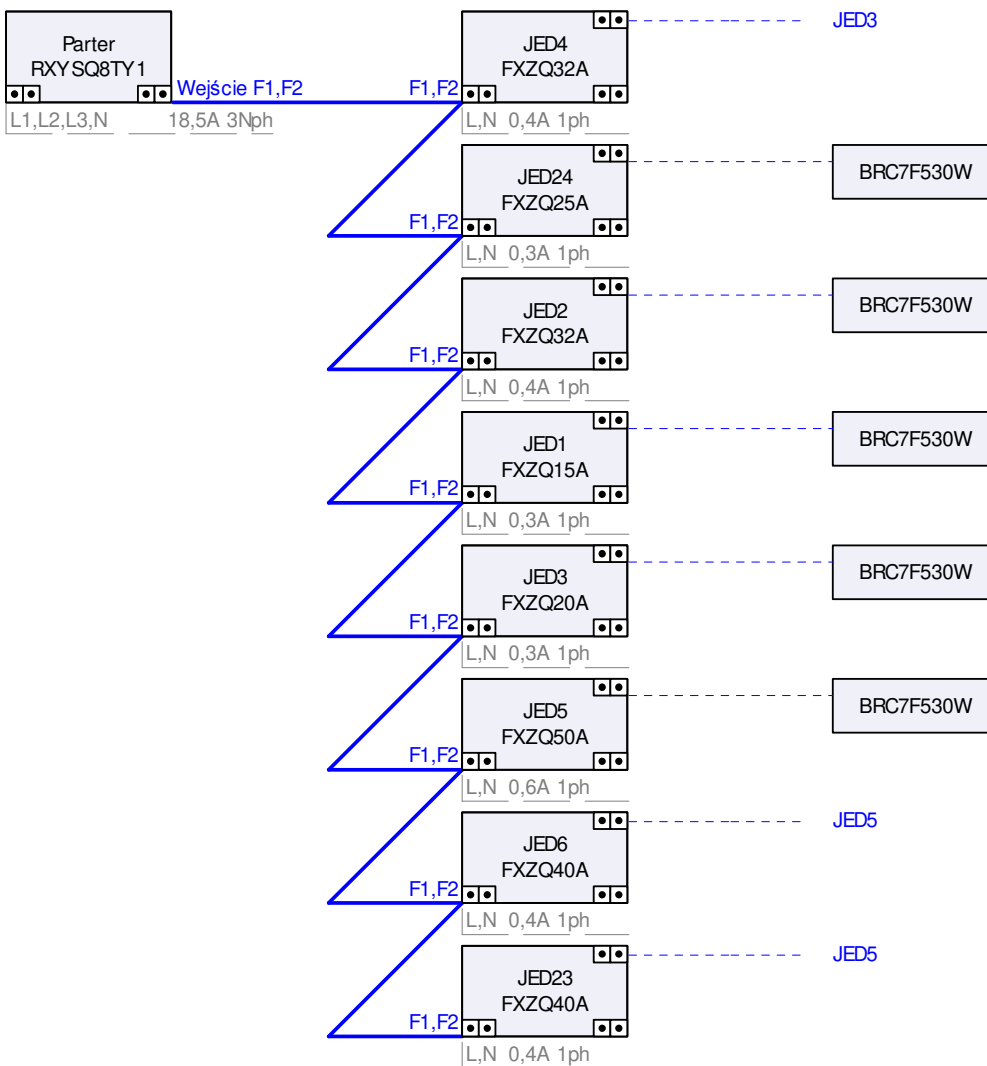 JED3
Parter
RXYSQ8TY1
JED4
FXZQ32A
Wejście F1,F2
F1,F2
L1,L2,L3,N 18,5A 3Nph
L,N 0,4A 1ph
JED24
FXZQ25A
BRC7F530W
F1,F2
L,N 0,3A 1ph
JED2
FXZQ32A
BRC7F530W
F1,F2
L,N 0,4A 1ph
JED1
FXZQ15A
BRC7F530W
F1,F2
L,N 0,3A 1ph
JED3
FXZQ20A
BRC7F530W
F1,F2
L,N 0,3A 1ph
JED5
FXZQ50A
BRC7F530W
F1,F2
L,N 0,6A 1ph
JED5
JED6
FXZQ40A
F1,F2
L,N 0,4A 1ph
JED5
JED23
FXZQ40A
F1,F2
L,N 0,4A 1ph